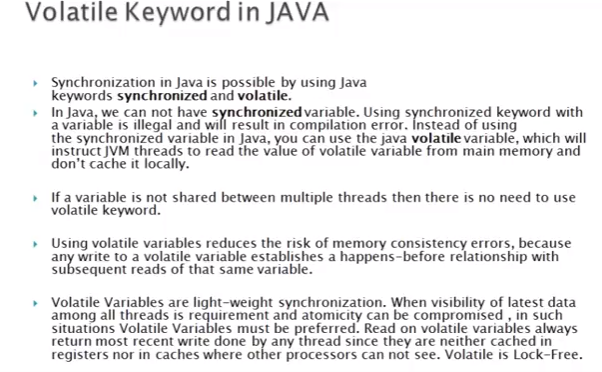 Volatile Keyword in JAVA
Synchronization in Java is possible by using Java
keywords synchronized and volatile.
In Java, we can not have synchronized variable. Using synchronized keyword with
a variable is illegal and will result in compilation error. Instead of using
the synchronized variable in Java, you can use the java volatile variable, which will
instruct JVM threads to read the value of volatile variable from main memory and
don't cache it locally.
If a variable is not shared between multiple threads then there is no need to use
volatile keyword.
Using volatile variables reduces the risk of memory consistency errors, because
any write to a volatile variable establishes a happens-before relationship with
subsequent reads of that same variable.
Volatile Variables are light-weight synchronization. When visibility of latest data
among all threads is requirement and atomicity can be compromised , in such
situations Volatile Variables must be preferred. Read on volatile variables always
return most recent write done by any thread since they are neither cached in
registers nor in caches where other processors can not see. Volatile is Lock-Free.